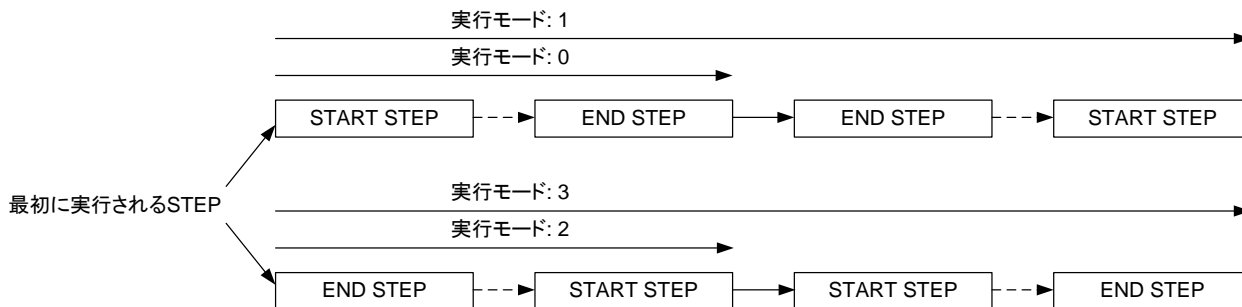 実行モード: 1
実行モード: 0
START STEP END STEP END STEP START STEP
最初に実行されるSTEP
実行モード: 3
実行モード: 2
END STEP START STEP START STEP END STEP